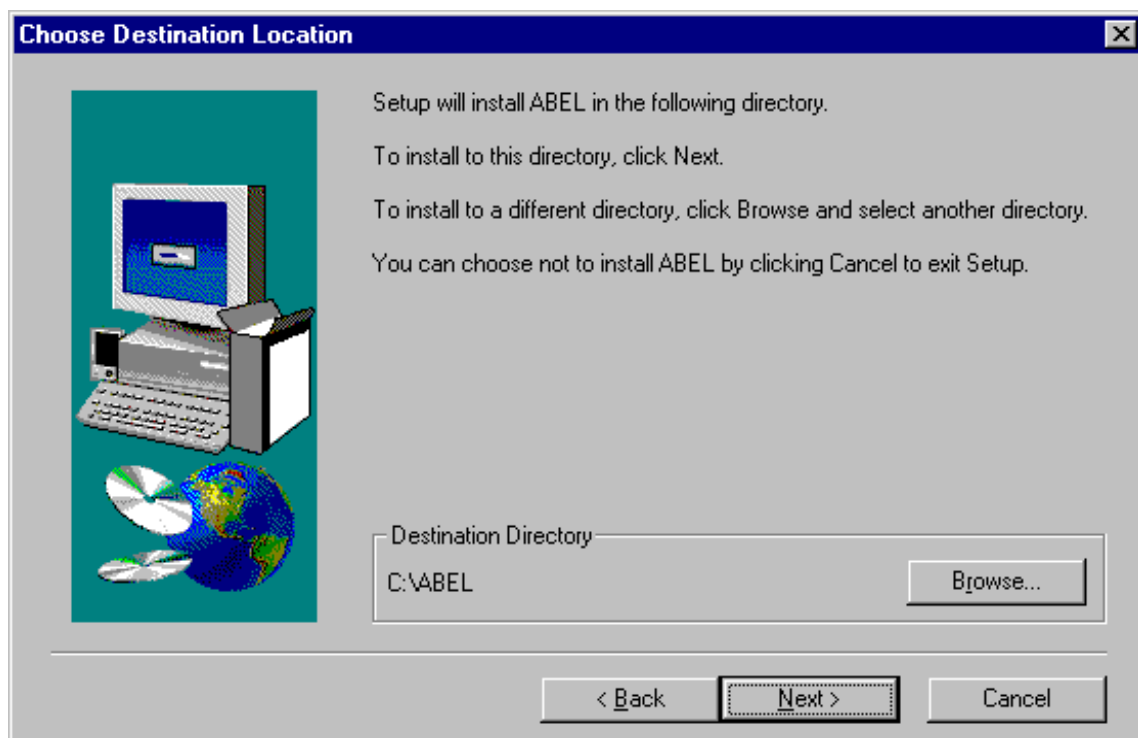 Choose Destination Location
Setup will install ABEL in the following directory.
To install to this directory, click Next.
To install to a different directory, click Browse and select another directory.
You can choose not to install ABEL by clicking Cancel to exit Setup.
Destination Directory
C:\ABEL
Browse...
< Back
Next >
Cancel